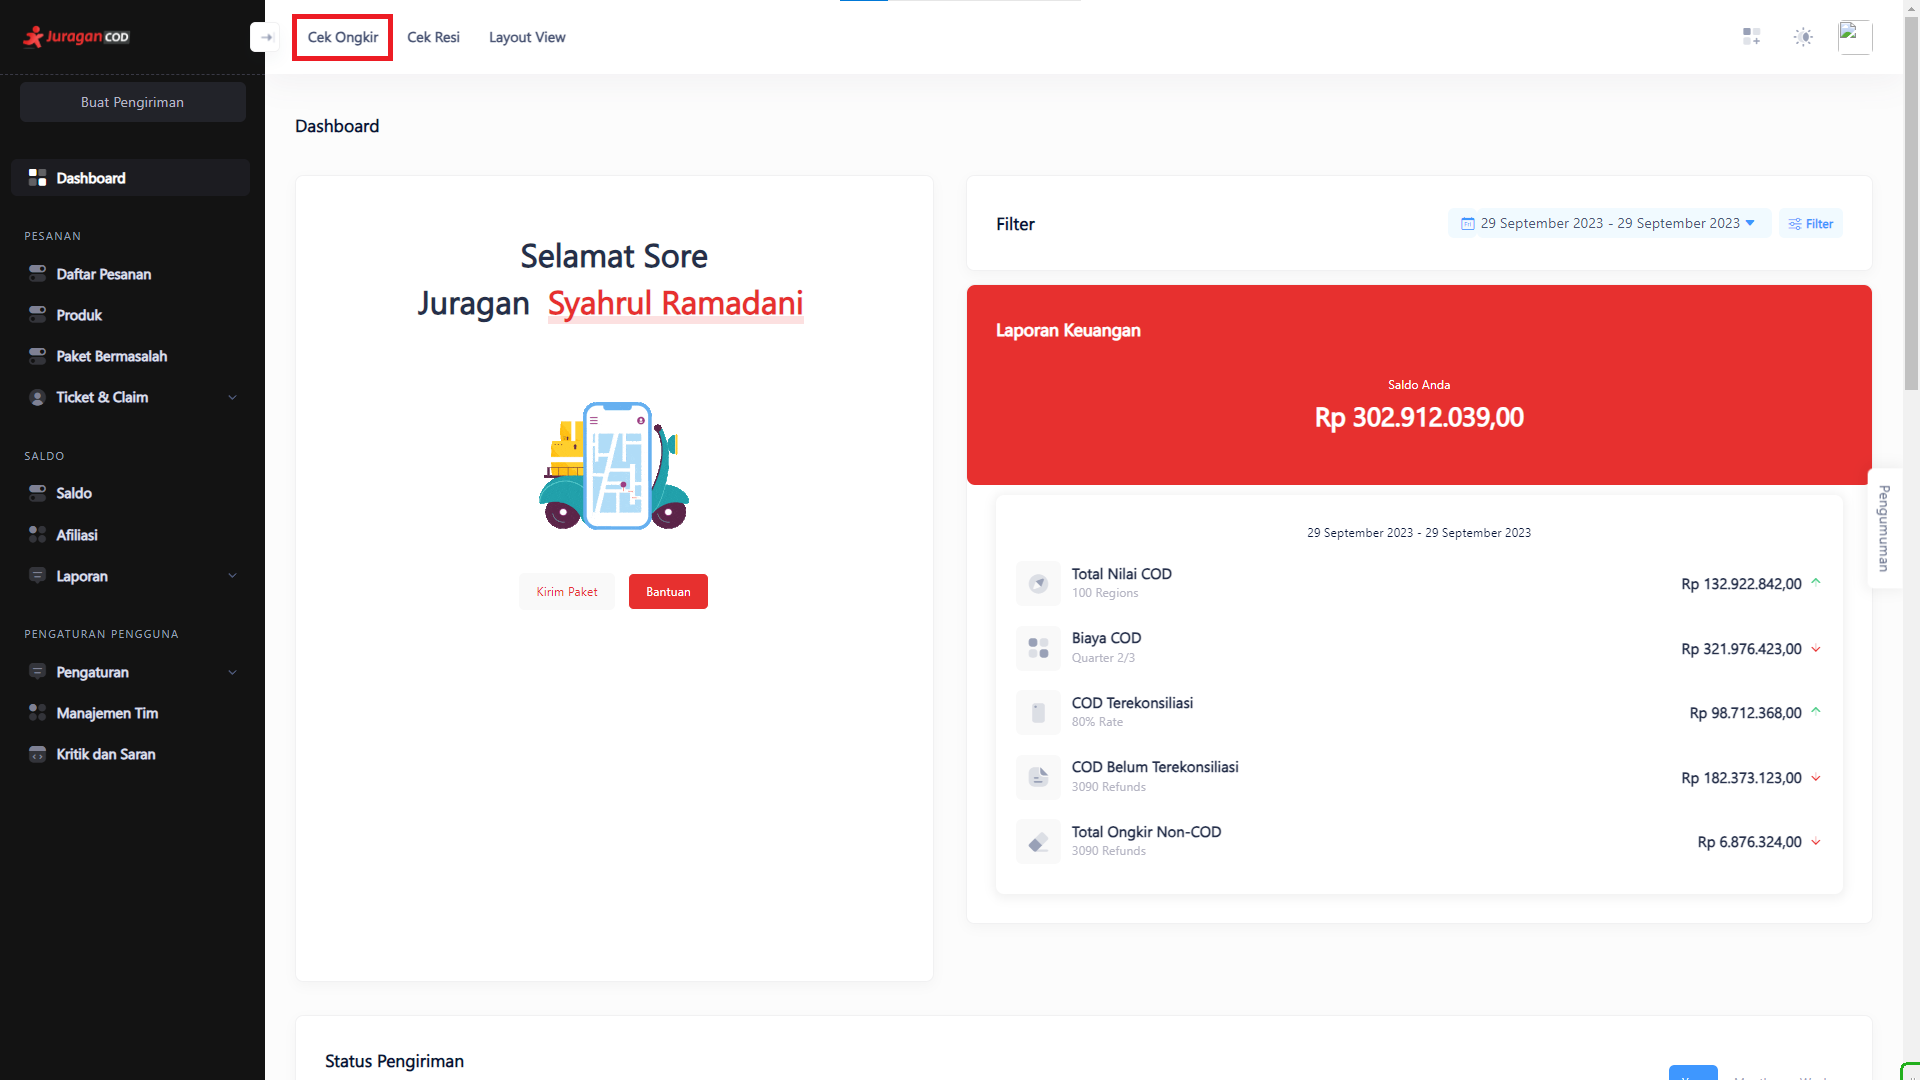 Juragan COD
Cek Ongkir
Cek Resi
Layout View
Buat Pengiriman
Dashboard
PESANAN
Daftar Pesanan
Produk
Paket Bermasalah
Ticket & Claim
SALDO
Saldo
Afiliasi
Laporan
PENGATURAN PENGGUNA
Pengaturan
Manajemen Tim
Kritik dan Saran
Dashboard
Selamat Sore
Juragan Syahrul Ramadani
Kirim Paket
Bantuan
Filter
29 September 2023 - 29 September 2023
Filter
Laporan Keuangan
Saldo Anda
Rp 302.912.039,00
29 September 2023 - 29 September 2023
Total Nilai COD
100 Regions
Rp 132.922.842,00
Biaya COD
Quarter 2/3
Rp 321.976.423,00
COD Terekonsiliasi
80% Rate
Rp 98.712.368,00
COD Belum Terekonsiliasi
3090 Refunds
Rp 182.373.123,00
Total Ongkir Non-COD
3090 Refunds
Rp 6.876.324,00
Pengumuman
Status Pengiriman